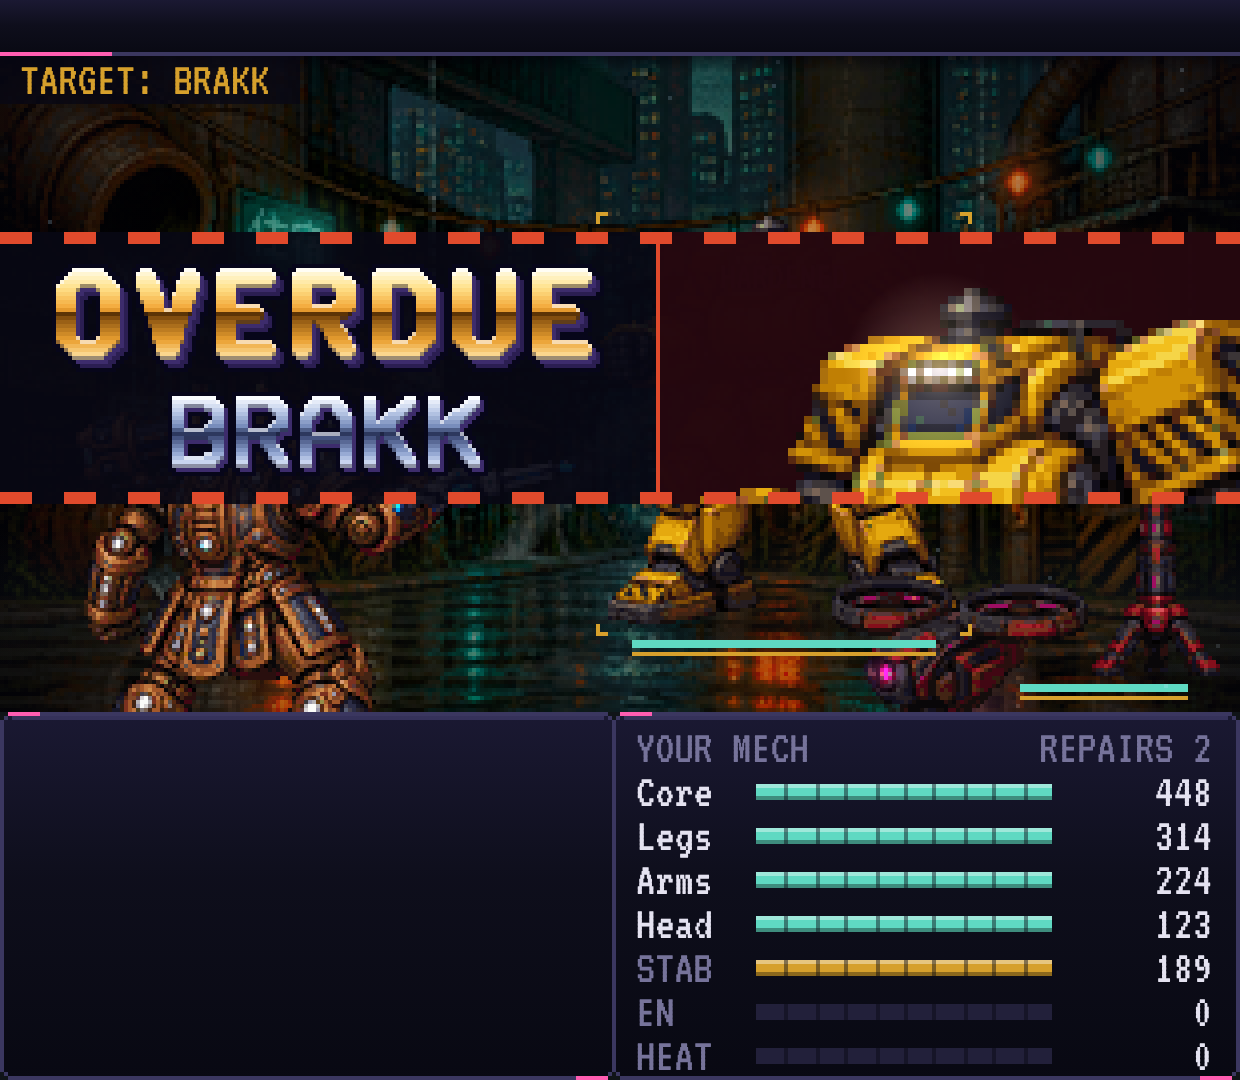 TARGET: BRAKK
OVERDUE
BRAKK
YOUR MECH REPAIRS 2
Core 448
Legs 314
Arms 224
Head 123
STAB 189
EN 0
HEAT 0